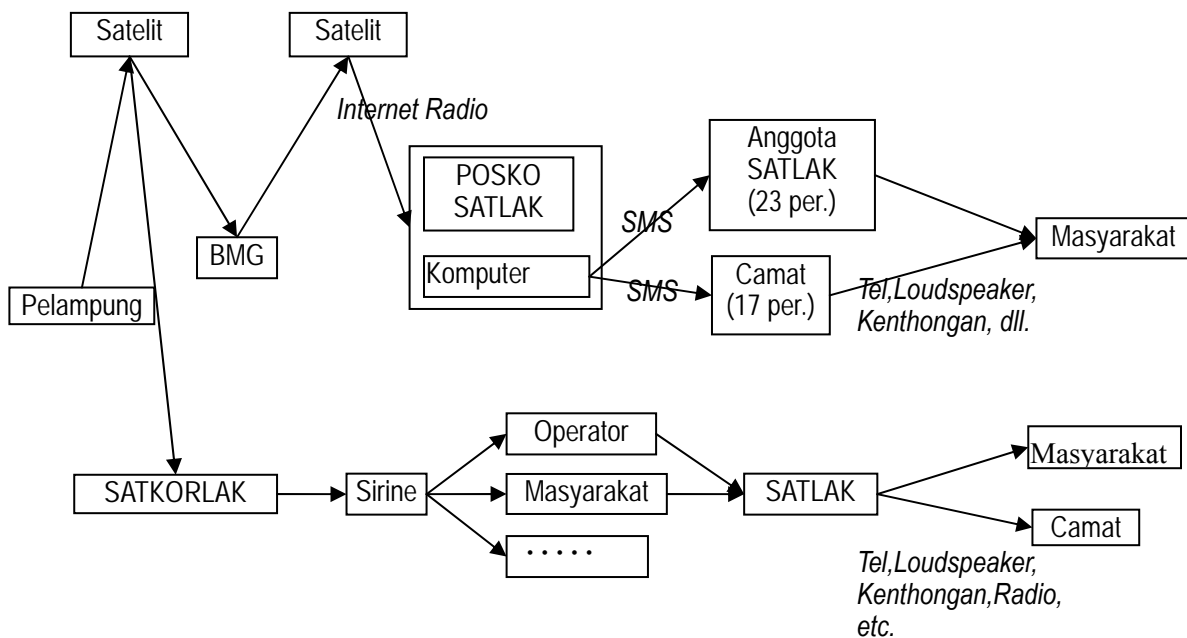 Satelit
Satelit
Internet Radio
POSKO
SATLAK
Komputer
BMG
Pelampung
SMS
SMS
Anggota
SATLAK
(23 per.)
Camat
(17 per.)
Masyarakat
Tel,Loudspeaker,
Kenthongan, dll.
SATKORLAK
Sirine
Operator
Masyarakat
.....
SATLAK
Masyarakat
Camat
Tel,Loudspeaker,
Kenthongan,Radio,
etc.